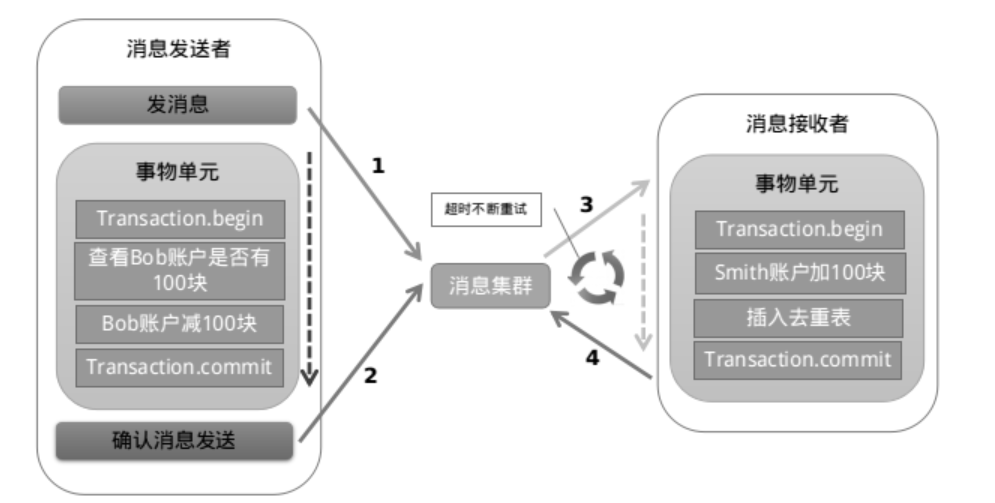 消息发送者
发消息
事物单元
Transaction.begin
查看Bob账户是否有
100块
Bob账户减100块
Transaction.commit
确认消息发送
1
2
超时不断重试
消息集群
3
4
消息接收者
事物单元
Transaction.begin
Smith账户加100块
插入去重表
Transaction.commit